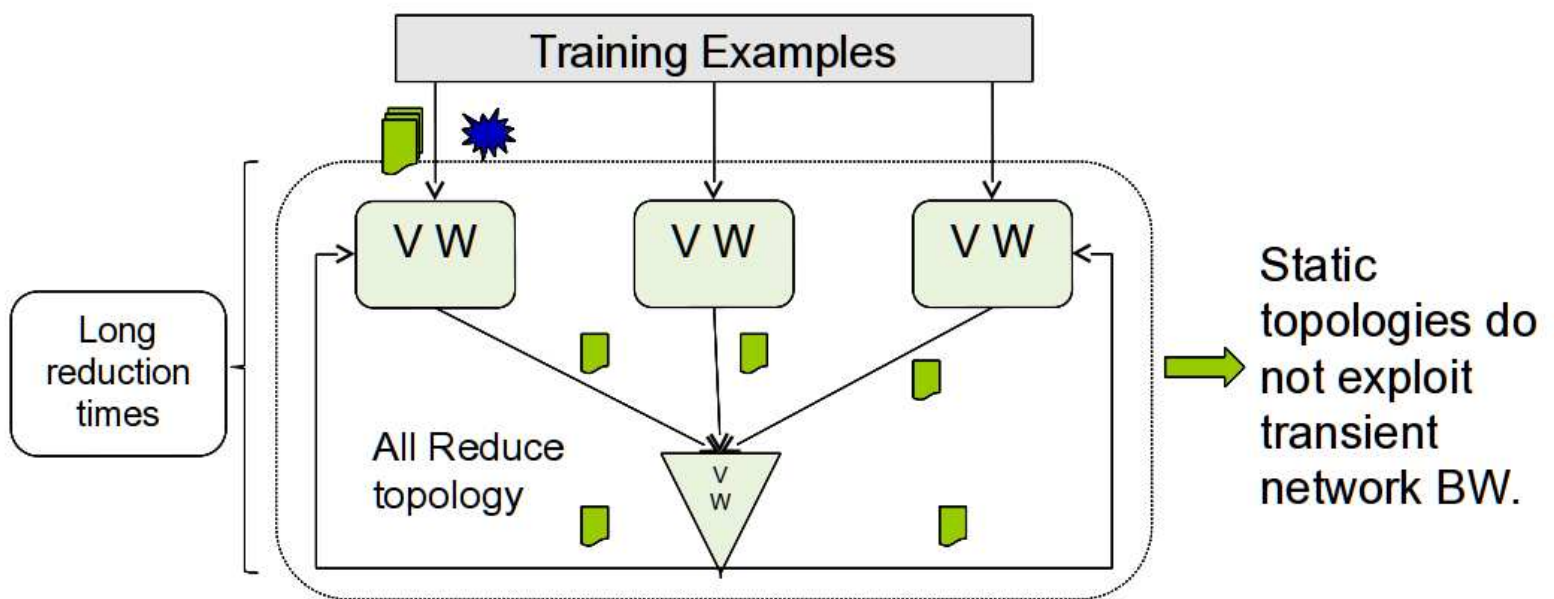 Training Examples
V W
V W
V W
Long
reduction
times
All Reduce
topology
V
W
Static
topologies do
not exploit
transient
network BW.